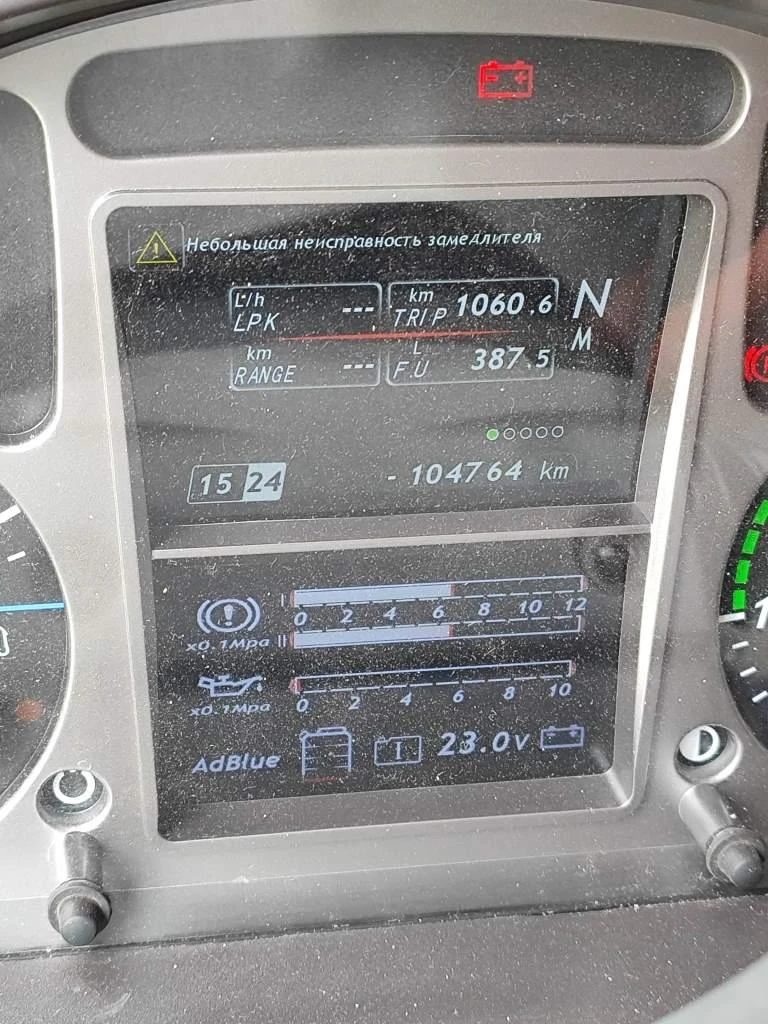 Небольшая неисправность замедлителя
L/h LPK --- km TRIP 1060.6 N
M
km RANGE --- L F.U 387.5
15 24 - 104764 km
I
0 2 4 6 8 10 12
x0.1Mpa II
0 2 4 6 8 10
x0.1Mpa
AdBlue I 23.0V